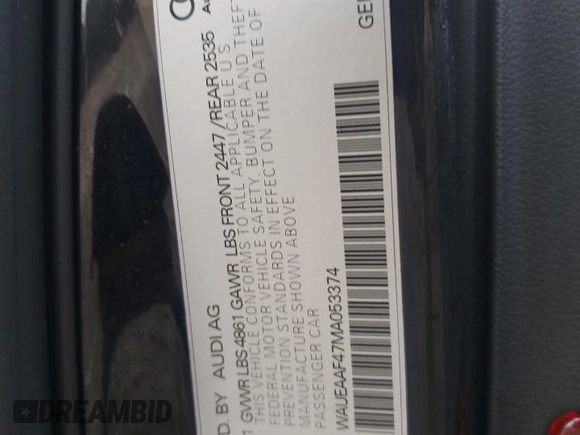 D. BY AUDI AG
1 GVWR LBS 4861 GAWR LBS FRONT 2447/REAR 2535
THIS VEHICLE CONFORMS TO ALL APPLICABLE U S
FEDERAL MOTOR VEHICLE SAFETY, BUMPER AND THEFT
PREVENTION STANDARDS IN EFFECT ON THE DATE OF
MANUFACTURE SHOWN ABOVE
PASSENGER CAR
WAUEAAF47MA053374
DREAMBID